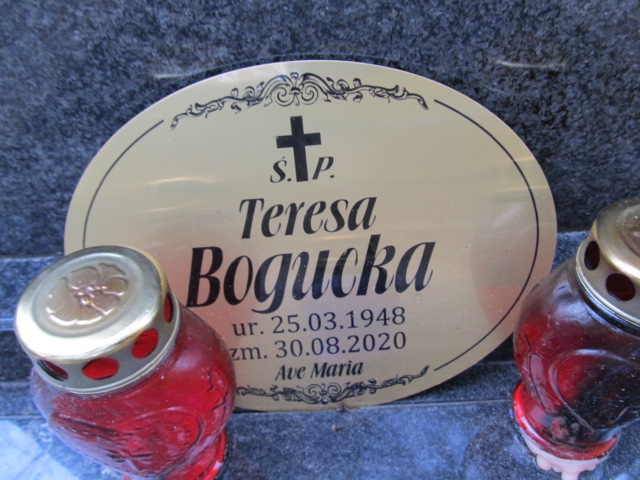 Ś.P.
Teresa
Bogucka
ur. 25.03.1948
zm. 30.08.2020
Ave Maria